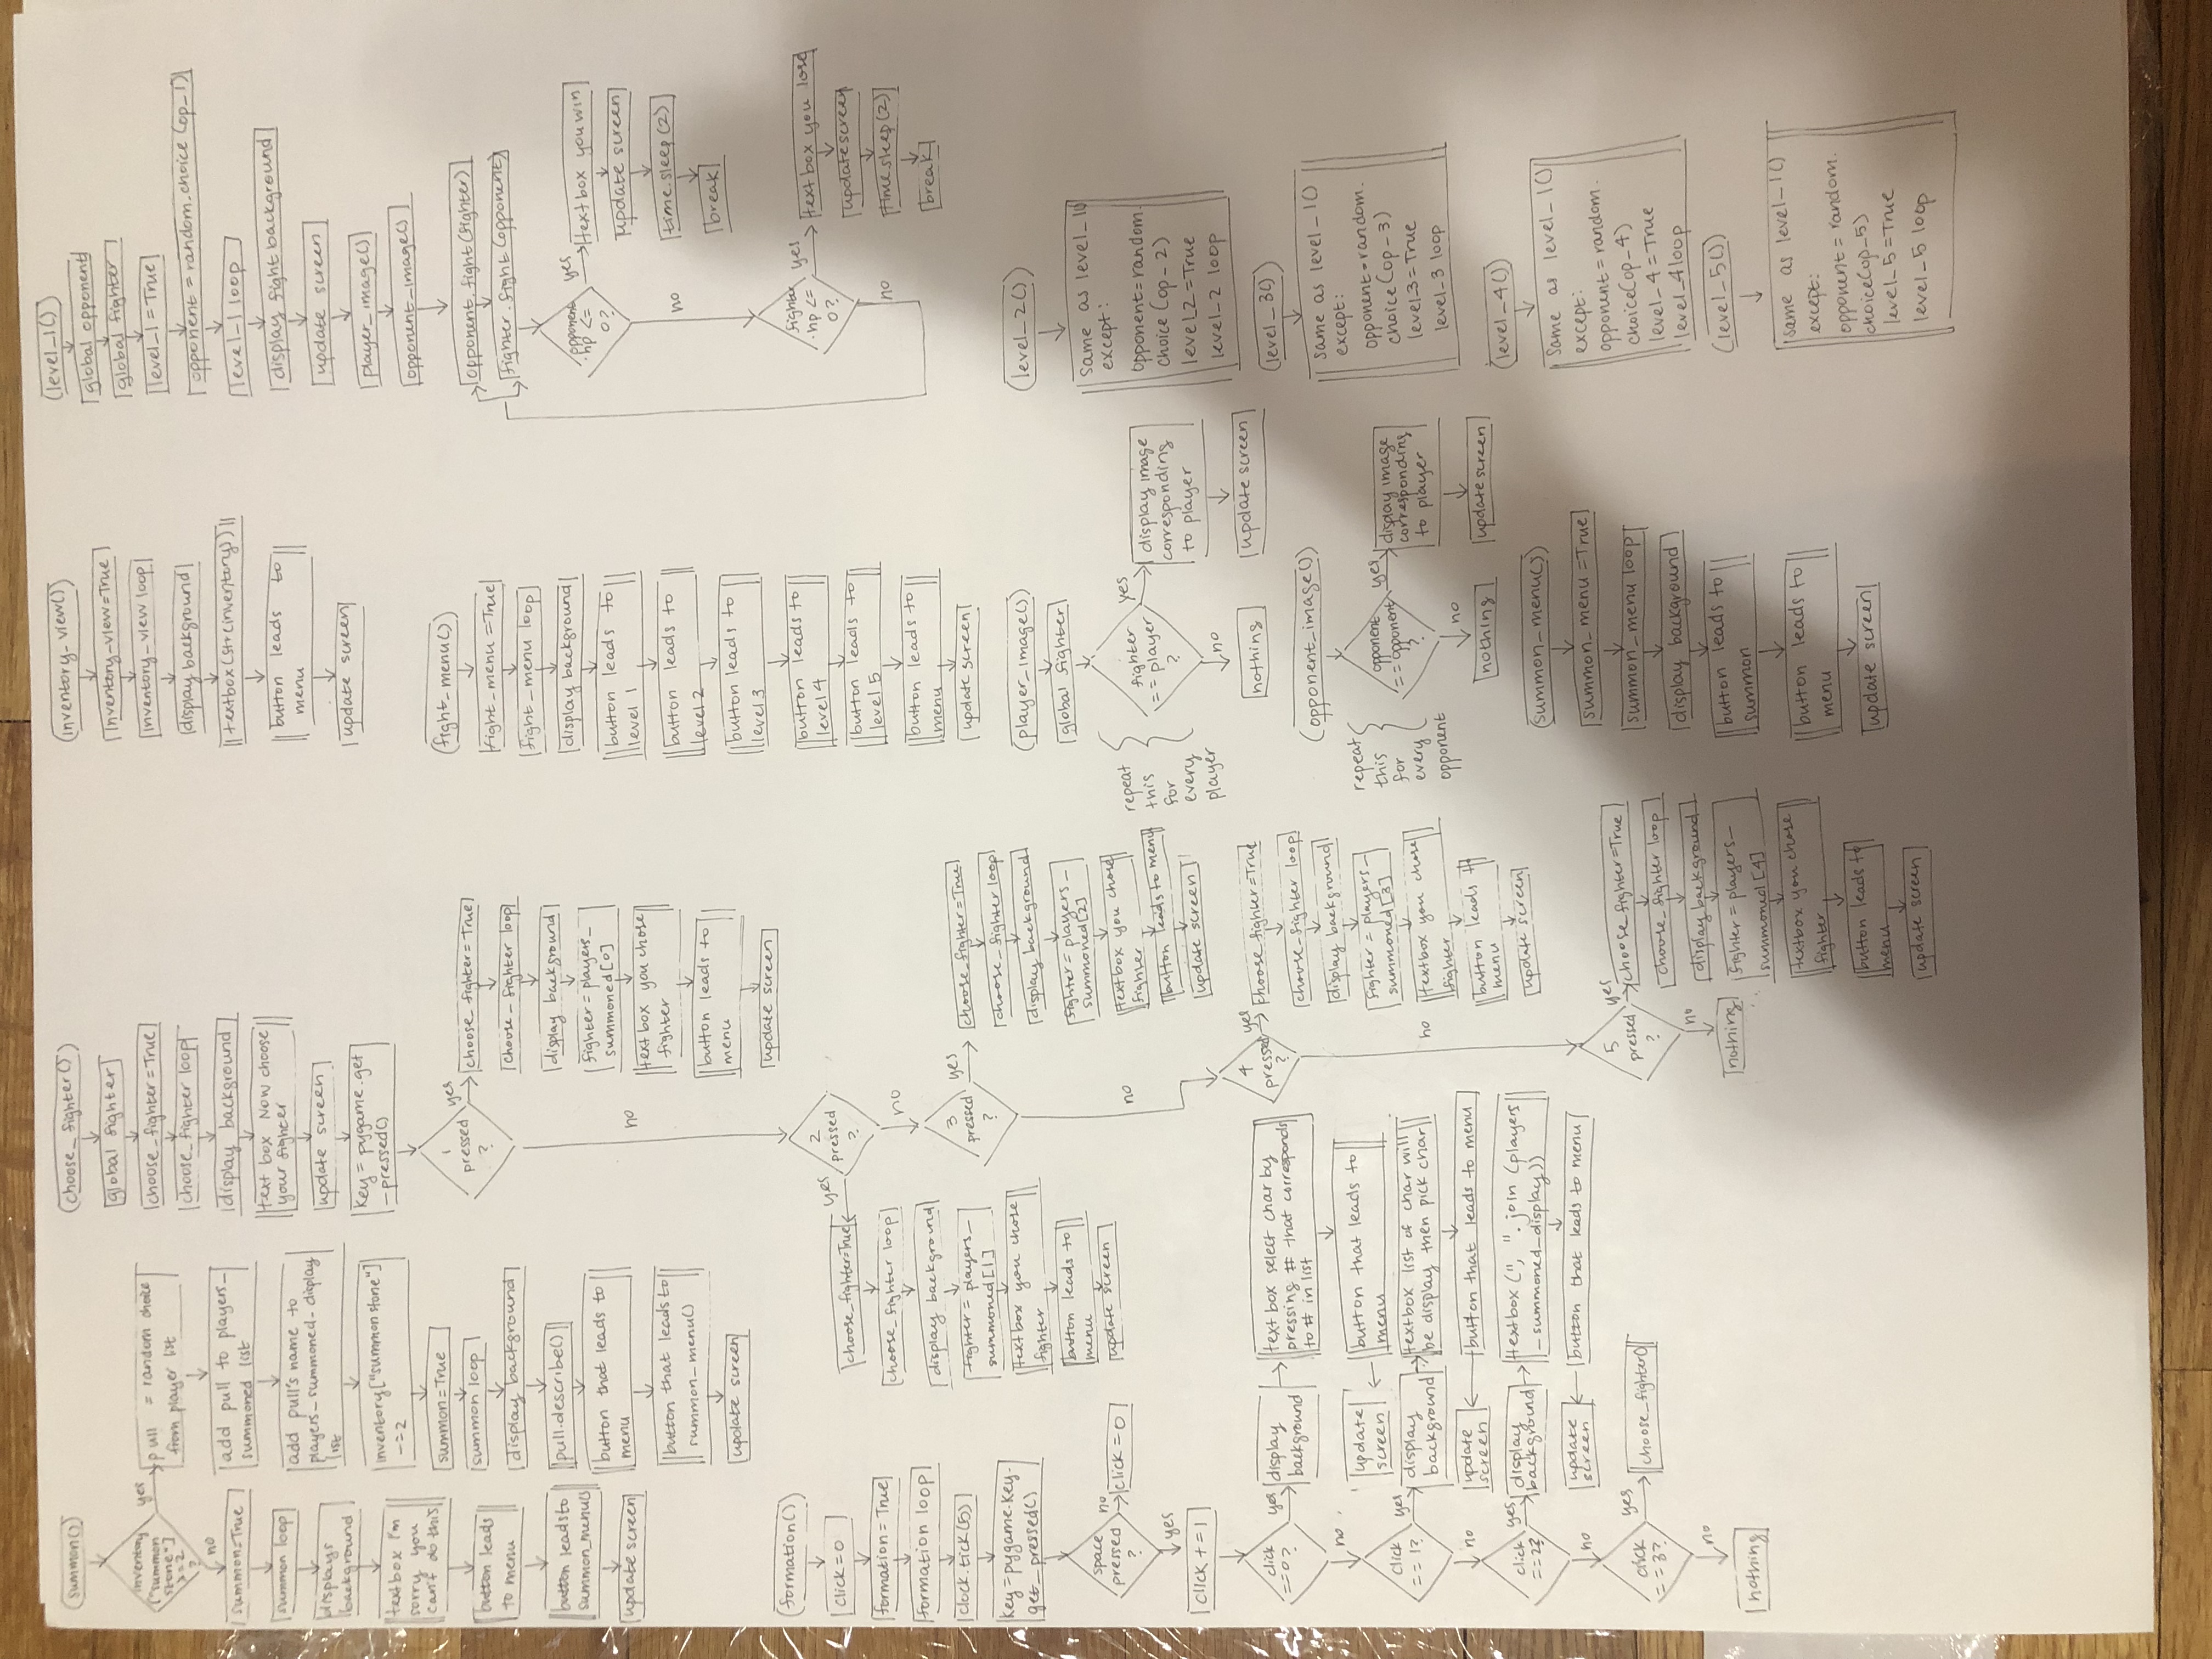 summon()
inventory
["summon
stone"]
>=2
?
yes
no
pull = random choice
from player list
add pull to players_
summoned list
add pull's name to
players_summoned_display
list
inventory["summon stone"]
-=2
summon=True
summon loop
display background
pull.describe()
button that leads to
menu
button that leads to
summon_menu()
update screen
summon=True
summon loop
displays
background
textbox I'm
sorry you
can't do this
button leads
to menu
button leads to
summon_menu()
update screen
formation()
click=0
formation=True
formation loop
clock.tick(5)
key=pygame.key.
get_pressed()
space
pressed
?
no
click=0
yes
click +=1
click
==0?
yes
display
background
text box select char by
pressing # that corresponds
to # in list
button that leads to
menu
update
screen
no
click
==1?
yes
display
background
textbox list of char will
be display then pick char
button that leads to menu
update
screen
no
click
==2?
yes
display
background
textbox (", ".join (players
_summoned_display))
button that leads to menu
update
screen
no
click
==3?
yes
choose_fighter()
no
nothing
choose_fighter()
global fighter
choose_fighter=True
choose_fighter loop
display background
text box Now choose
your fighter
update screen
key = pygame.get
_pressed()
1
pressed
?
yes
choose_fighter=True
choose_fighter loop
display background
fighter=players_
summoned[0]
text box you chose
fighter
button leads to
menu
update screen
no
2
pressed
?
yes
choose_fighter=True
choose_fighter loop
display background
fighter = players_
summoned[1]
textbox you chose
fighter
button leads to
menu
update screen
no
3
pressed
?
yes
choose_fighter=True
choose_fighter loop
display background
fighter=players_
summoned[2]
textbox you chose
fighter
button leads to menu
update screen
no
4
pressed
?
yes
choose_fighter=True
choose_fighter loop
display background
fighter = players_
summoned[3]
textbox you chose
fighter
button leads to
menu
update screen
no
5
pressed
?
yes
choose_fighter=True
choose_fighter loop
display background
fighter = players_
summoned[4]
textbox you chose
fighter
button leads to
menu
update screen
no
nothing
inventory_view()
inventory_view=True
inventory_view loop
display background
textbox(str(inventory))
button leads to
menu
update screen
fight_menu()
fight_menu=True
fight_menu loop
display background
button leads to
level 1
button leads to
level 2
button leads to
level 3
button leads to
level 4
button leads to
level 5
button leads to
menu
update screen
player_image()
global fighter
repeat
this
for
every
player
fighter
== player
?
yes
display image
corresponding
to player
update screen
no
nothing
opponent_image()
repeat
this
for
every
opponent
opponent
== opponent
?
yes
display image
corresponding
to player
update screen
no
nothing
summon_menu()
summon_menu=True
summon_menu loop
display background
button leads to
summon
button leads to
menu
update screen
level_1()
global opponent
global fighter
level_1=True
opponent = random.choice (op_1)
level_1 loop
display fight background
update screen
player_image()
opponent_image()
opponent.fight(fighter)
fighter.fight(opponent)
opponent
.hp <=
0?
yes
text box you win
update screen
time.sleep(2)
break
no
fighter
.hp <=
0?
yes
text box you lose
update screen
time.sleep(2)
break
no
level_2()
same as level_1()
except:
opponent=random.
choice (op_2)
level_2=True
level_2 loop
level_3()
same as level_1()
except:
opponent=random.
choice(op_3)
level_3=True
level_3 loop
level_4()
same as level_1()
except:
opponent=random.
choice(op_4)
level_4=True
level_4 loop
level_5()
same as level_1()
except:
opponent = random.
choice(op_5)
level_5=True
level_5 loop